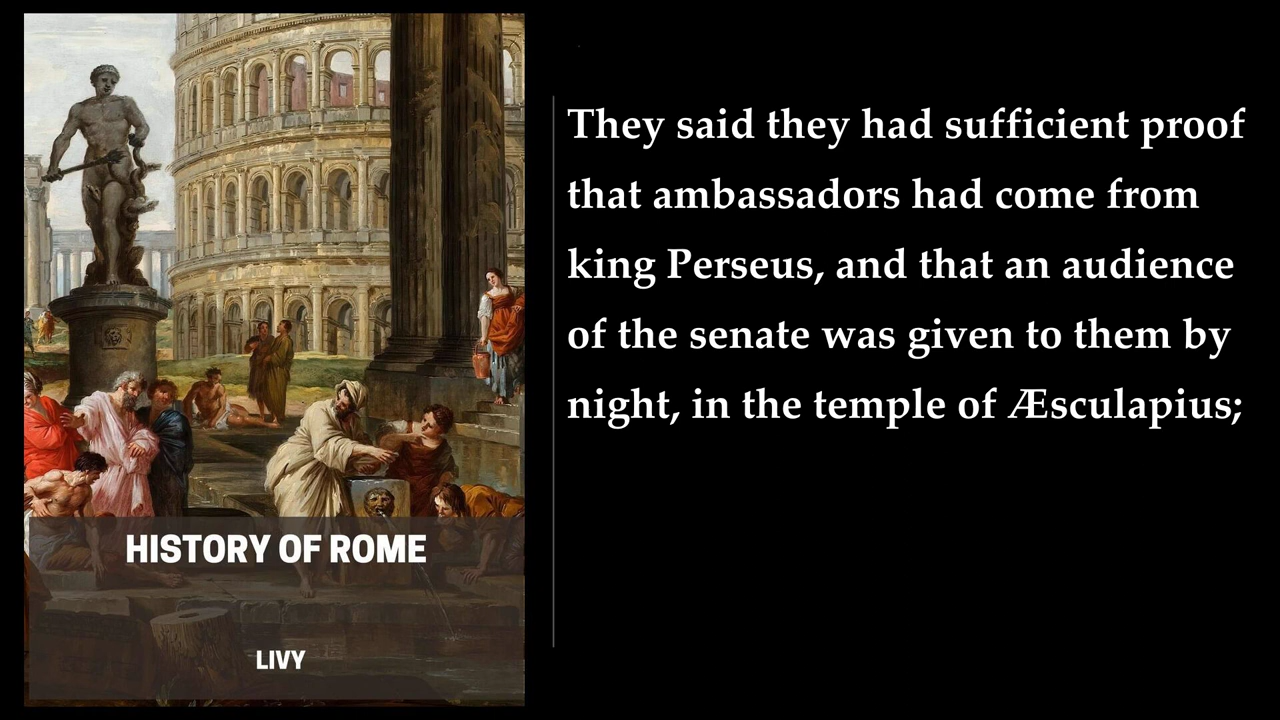 They said they had sufficient proof
that ambassadors had come from
king Perseus, and that an audience
of the senate was given to them by
night, in the temple of Æsculapius;
HISTORY OF ROME
LIVY